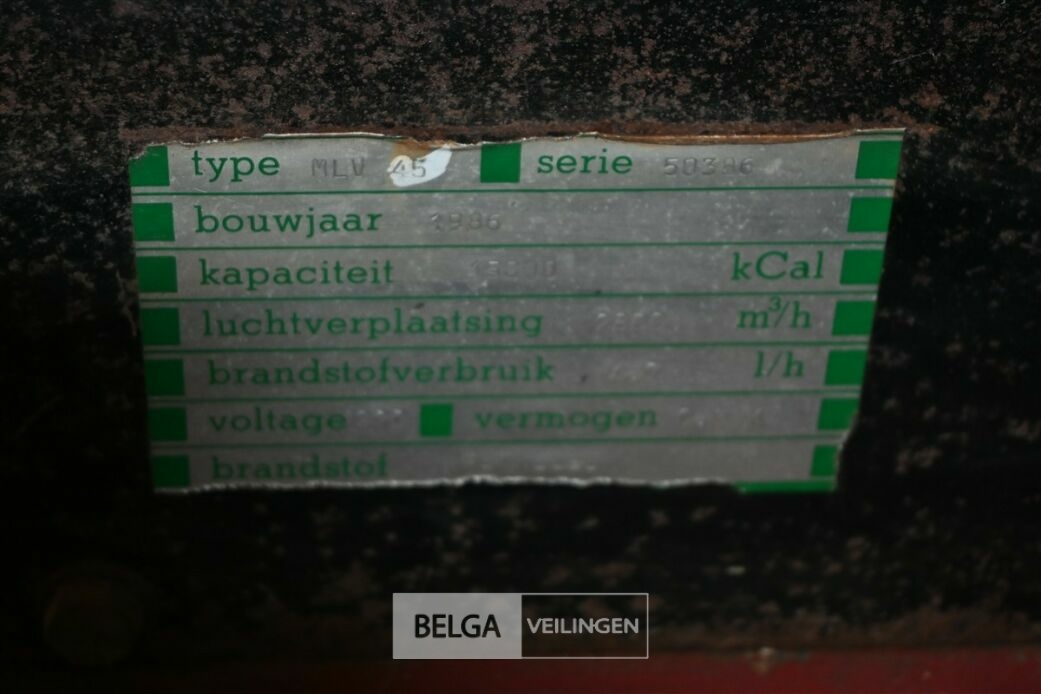 type MLV 45 serie 50386
bouwjaar 1986
kapaciteit kCal
luchtverplaatsing m³/h
brandstofverbruik l/h
voltage vermogen
brandstof
BELGA VEILINGEN